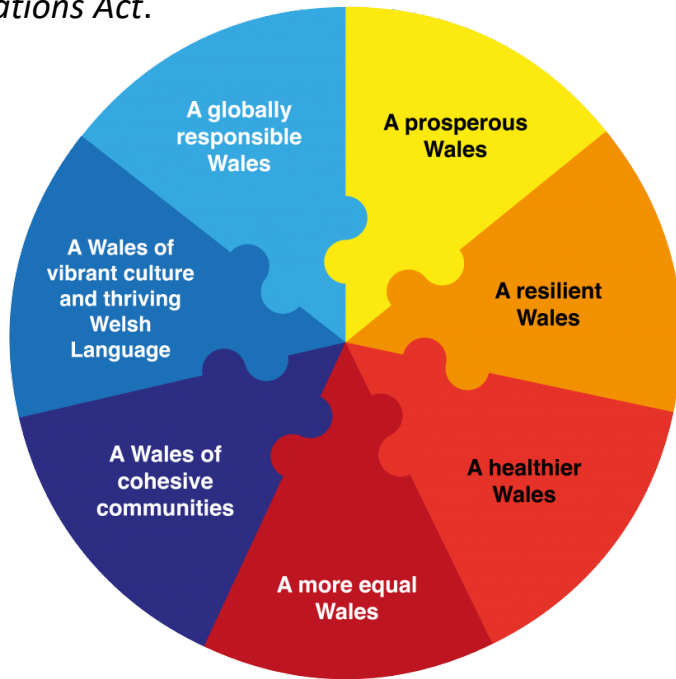 ations Act.
A globally
responsible
Wales
A prosperous
Wales
A Wales of
vibrant culture
and thriving
Welsh
Language
A resilient
Wales
A Wales of
cohesive
communities
A healthier
Wales
A more equal
Wales